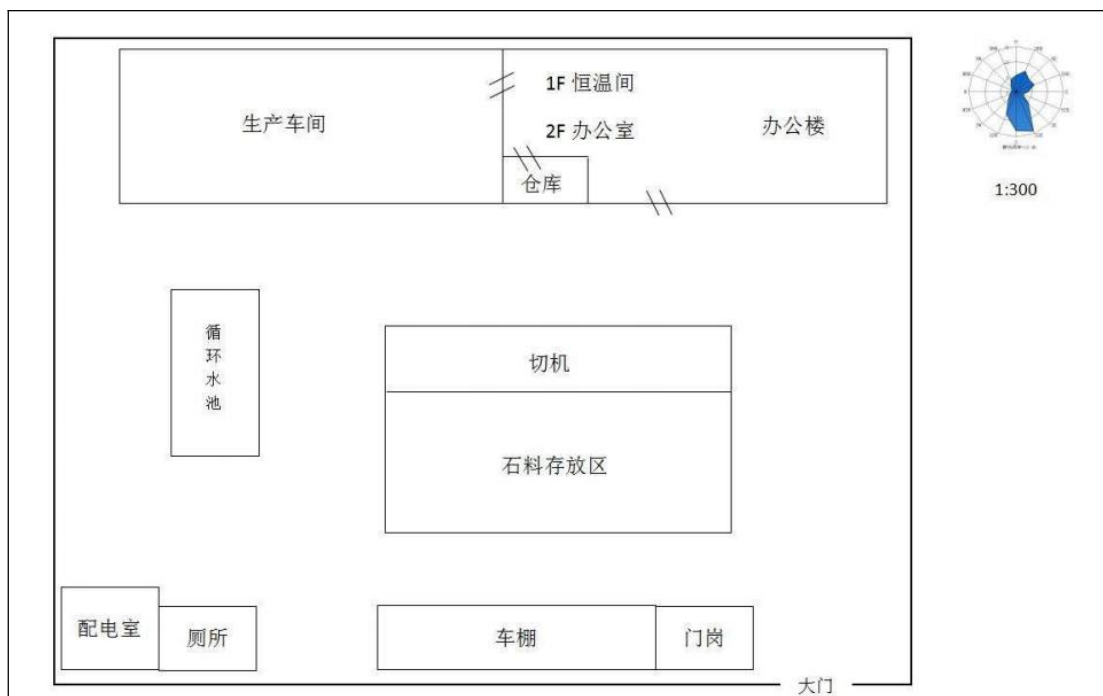 1F 恒温间
生产车间
2F 办公室
办公楼
仓库
1:300
循环水池
切机
石料存放区
配电室
厕所
车棚
门岗
大门